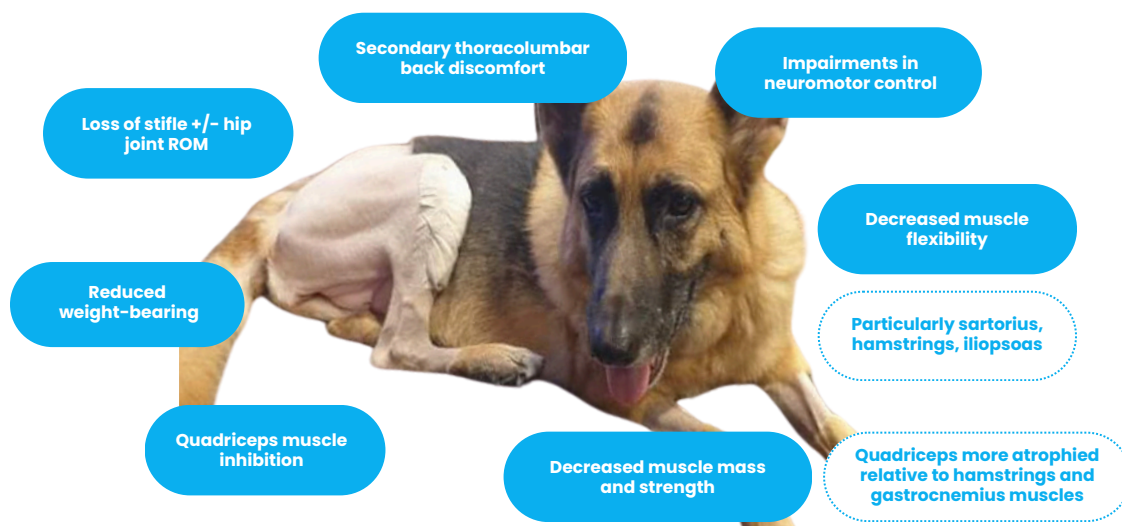 Secondary thoracolumbar
back discomfort
Impairments in
neuromotor control
Loss of stifle +/- hip
joint ROM
Decreased muscle
flexibility
Reduced
weight-bearing
Particularly sartorius,
hamstrings, iliopsoas
Quadriceps muscle
inhibition
Decreased muscle mass
and strength
Quadriceps more atrophied
relative to hamstrings and
gastrocnemius muscles